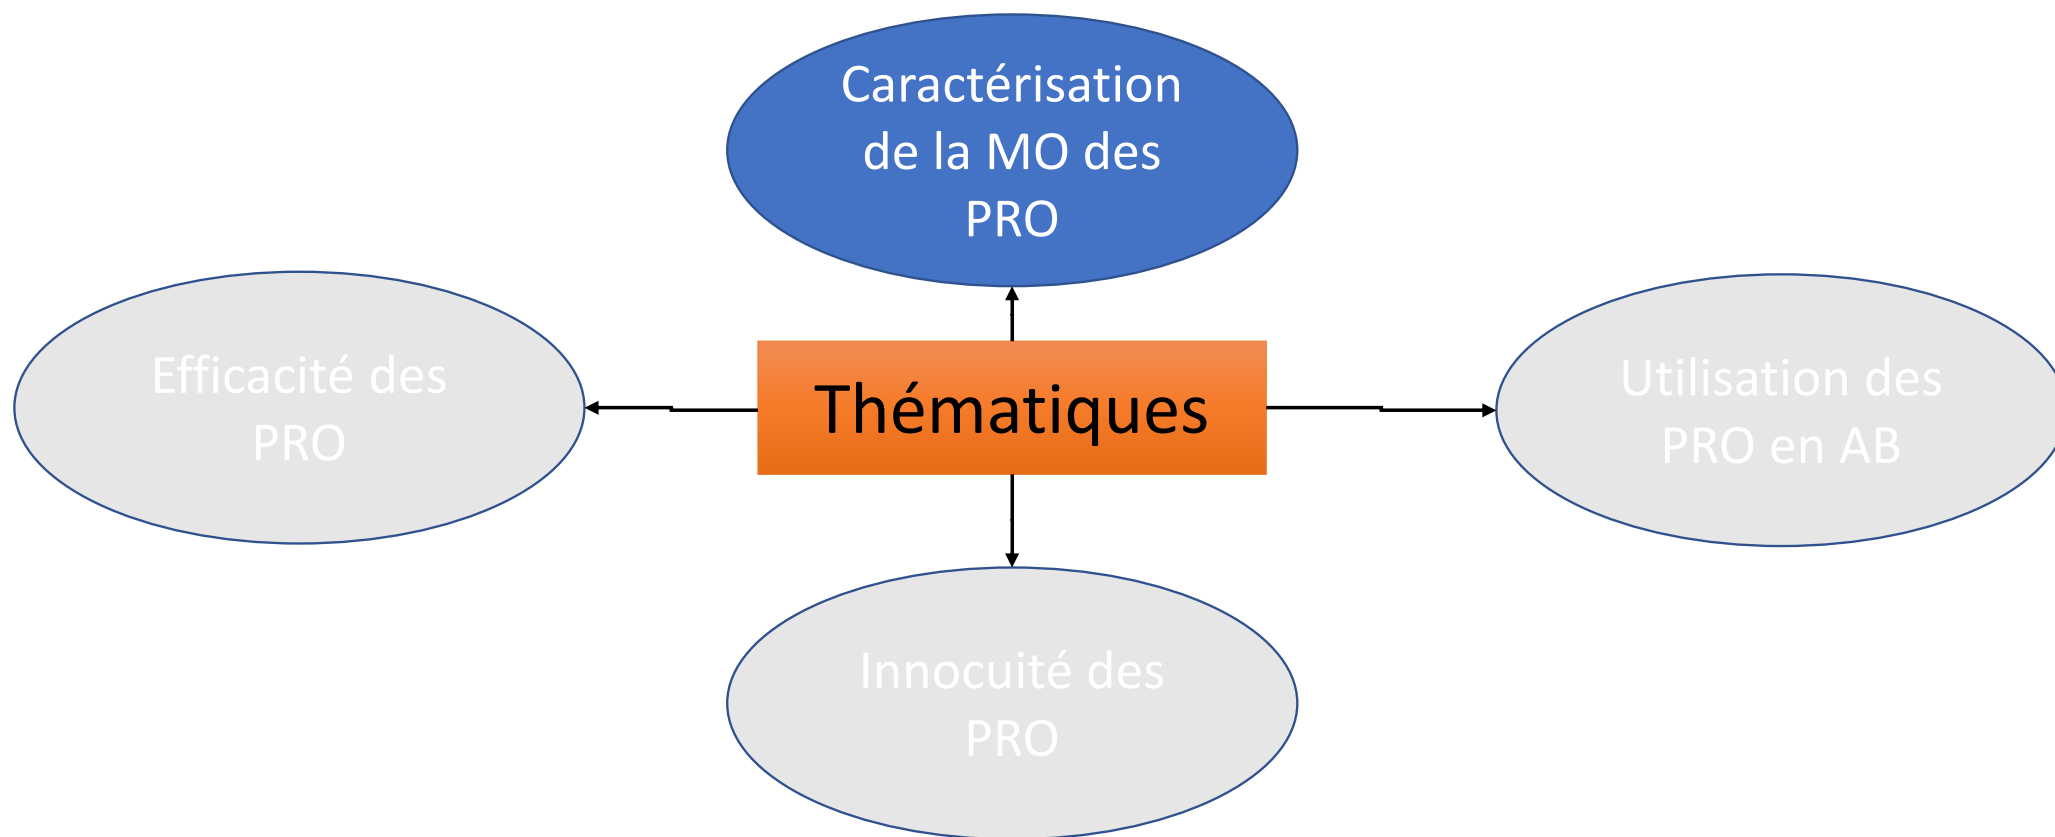 Caractérisation
de la MO des
PRO
Efficacité des
PRO
Thématiques
Utilisation des
PRO en AB
Innocuité des
PRO